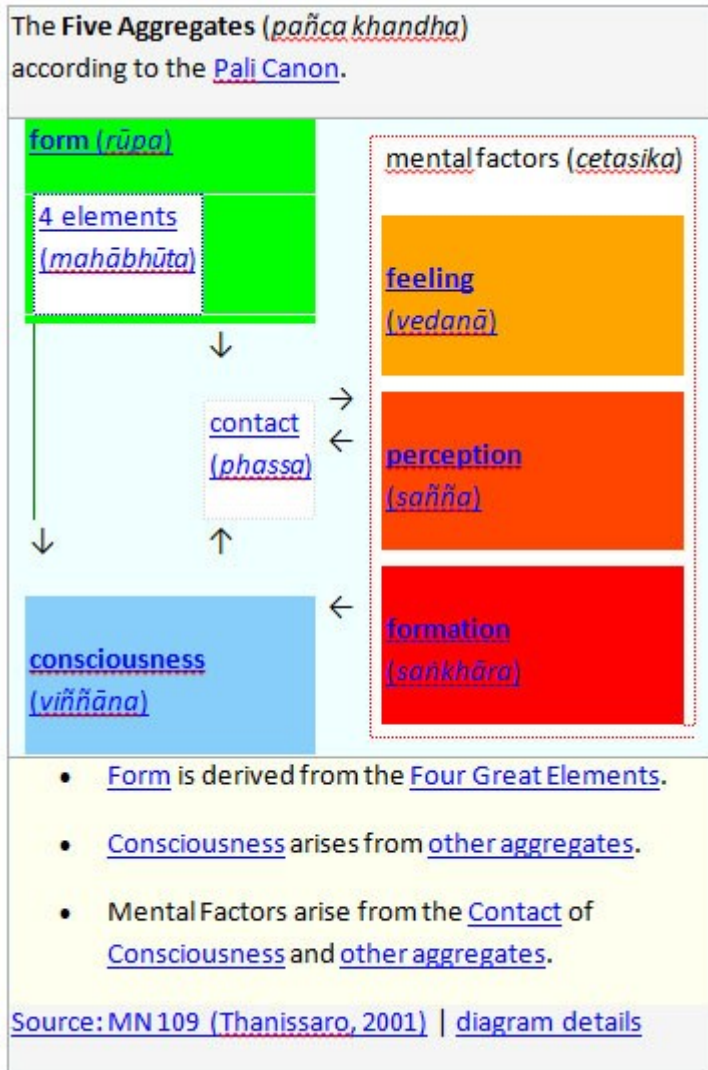 The Five Aggregates (pañca khandha)
according to the Pali Canon.
form (rūpa)
4 elements
(mahābhūta)
↓
contact
(phassa)
→
←
↓
↑
←
consciousness
(viññāna)
mental factors (cetasika)
feeling
(vedanā)
perception
(sañña)
formation
(saṅkhāra)
• Form is derived from the Four Great Elements.
• Consciousness arises from other aggregates.
• Mental Factors arise from the Contact of
Consciousness and other aggregates.
Source: MN 109 (Thanissaro, 2001) | diagram details